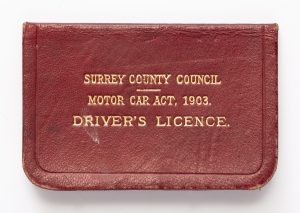 SURREY COUNTY COUNCIL
MOTOR CAR ACT, 1903.
DRIVER'S LICENCE.